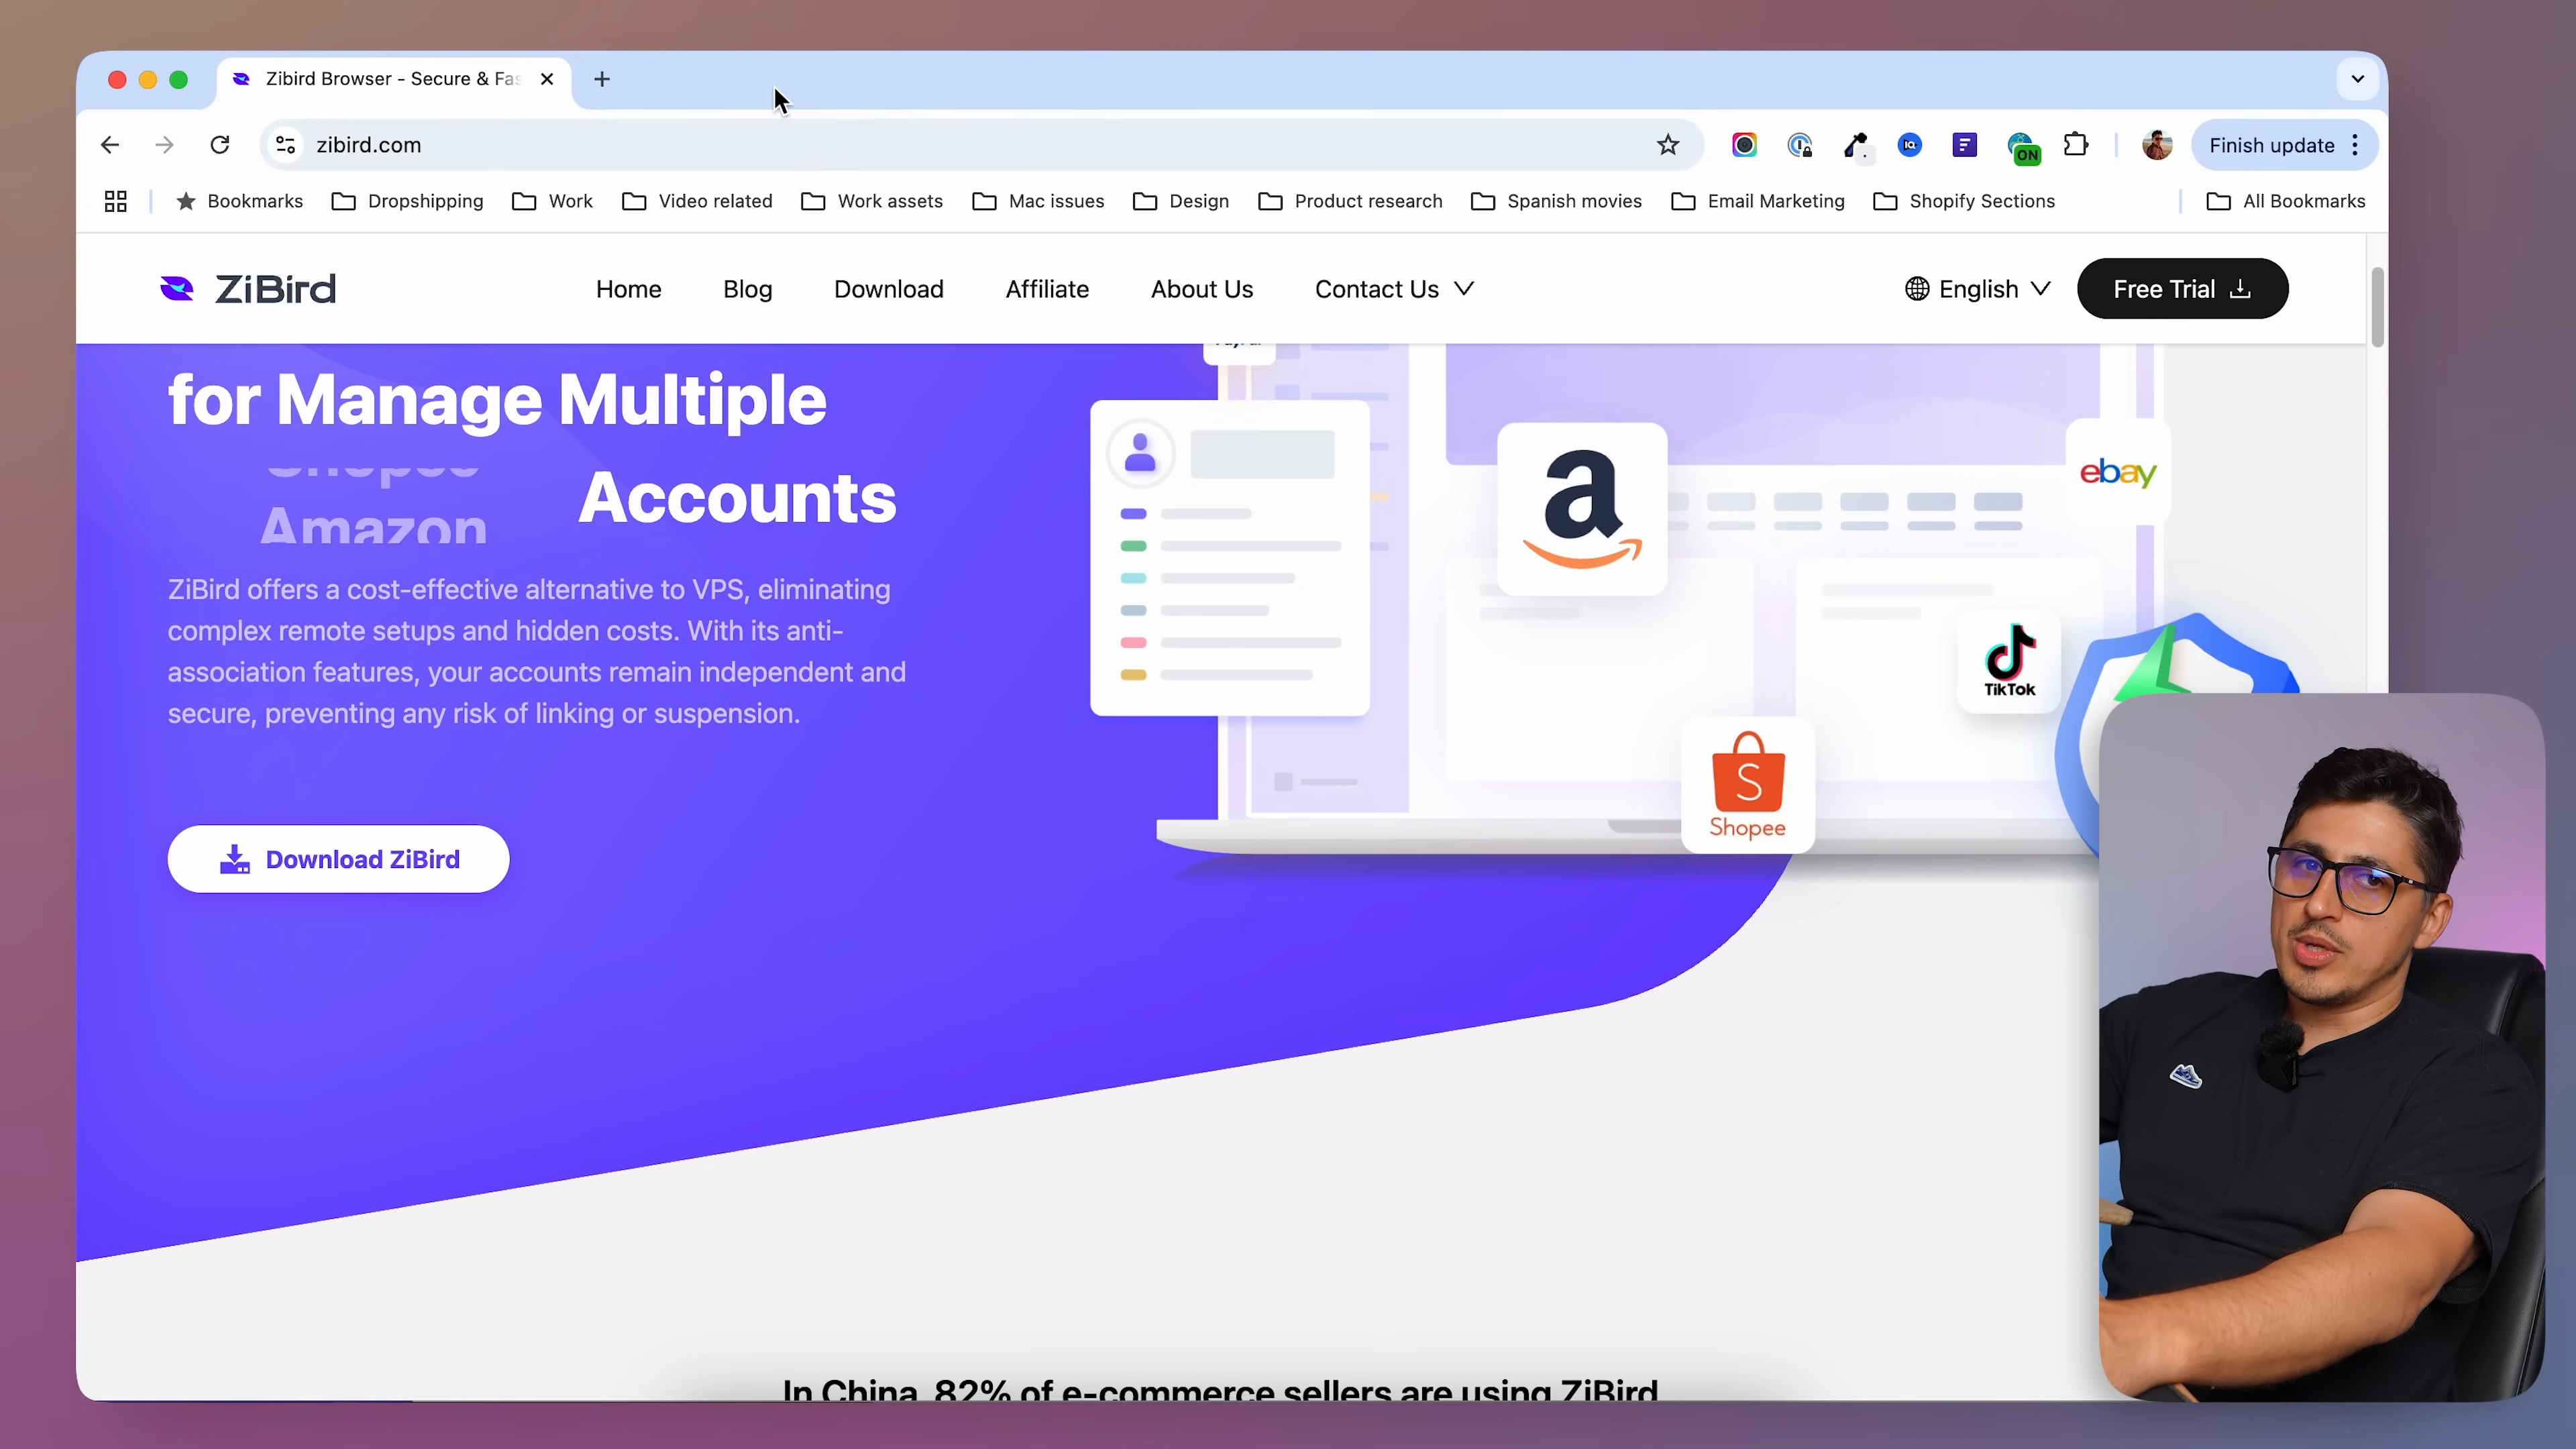 Zibird Browser - Secure & Fas
zibird.com
Finish update
Bookmarks
Dropshipping
Work
Video related
Work assets
Mac issues
Design
Product research
Spanish movies
Email Marketing
Shopify Sections
All Bookmarks
ON
IQ
ZiBird
Home
Blog
Download
Affiliate
About Us
Contact Us
English
Free Trial
for Manage Multiple
Shopee
Amazon
Accounts
ZiBird offers a cost-effective alternative to VPS, eliminating
complex remote setups and hidden costs. With its anti-
association features, your accounts remain independent and
secure, preventing any risk of linking or suspension.
Download ZiBird
a
ebay
TikTok
S
Shopee
In China, 82% of e-commerce sellers are using ZiBird